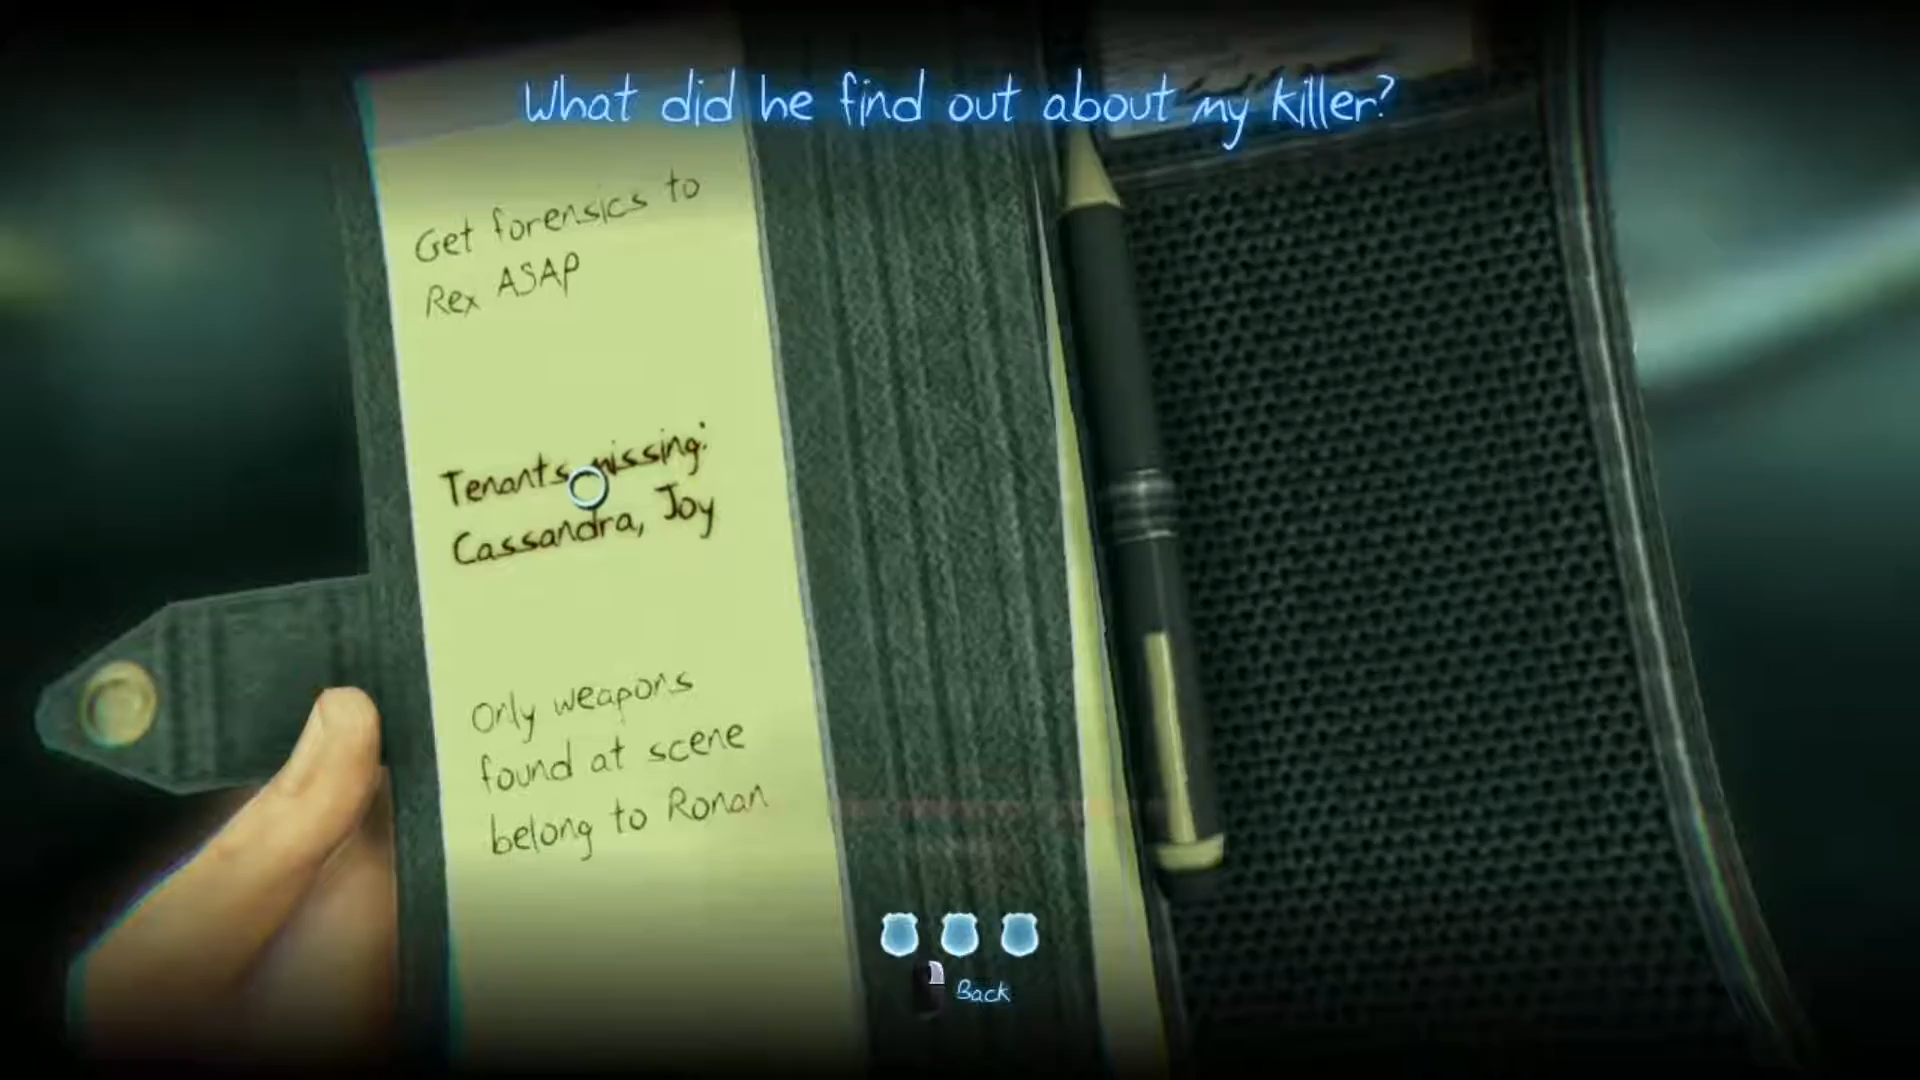 What did he find out about my killer?
Get forensics to
Rex ASAP
Tenants missing:
Cassandra, Joy
Only weapons
found at scene
belong to Ronan
Back